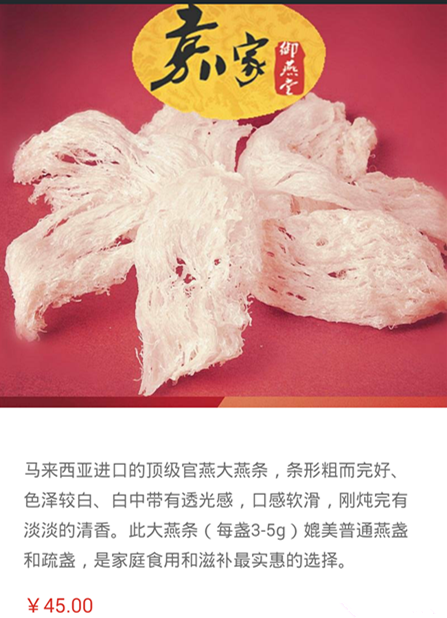 嘉家
御燕堂
马来西亚进口的顶级官燕大燕条，条形粗而完好、
色泽较白、白中带有透光感，口感软滑，刚炖完有
淡淡的清香。此大燕条（每盏3-5g）媲美普通燕盏
和疏盏，是家庭食用和滋补最实惠的选择。
￥45.00